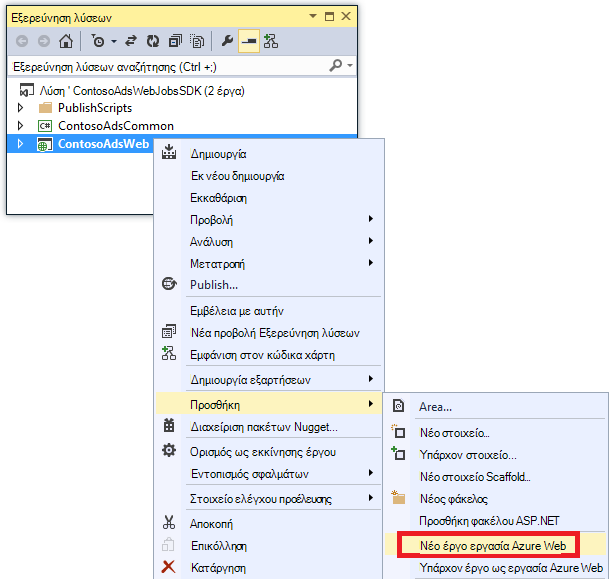 Εξερεύνηση λύσεων
Εξερεύνηση λύσεων αναζήτησης (Ctrl +;)
Λύση ' ContosoAdsWebJobsSDK (2 έργα)
PublishScripts
C# ContosoAdsCommon
ContosoAdsWeb
Δημιουργία
Εκ νέου δημιουργία
Εκκαθάριση
Προβολή
Ανάλυση
Μετατροπή
Publish...
Εμβέλεια με αυτήν
Νέα προβολή Εξερεύνηση λύσεων
Εμφάνιση στον κώδικα χάρτη
Δημιουργία εξαρτήσεων
Προσθήκη
Διαχείριση πακέτων Nugget...
Ορισμός ως εκκίνησης έργου
Εντοπισμός σφαλμάτων
Στοιχείο ελέγχου προέλευσης
Αποκοπή
Επικόλληση
Κατάργηση
Area...
Νέο στοιχείο...
Υπάρχον στοιχείο...
Νέο στοιχείο Scaffold...
Νέος φάκελος
Προσθήκη φακέλου ASP.NET
Νέο έργο εργασία Azure Web
Υπάρχον έργο ως εργασία Azure Web